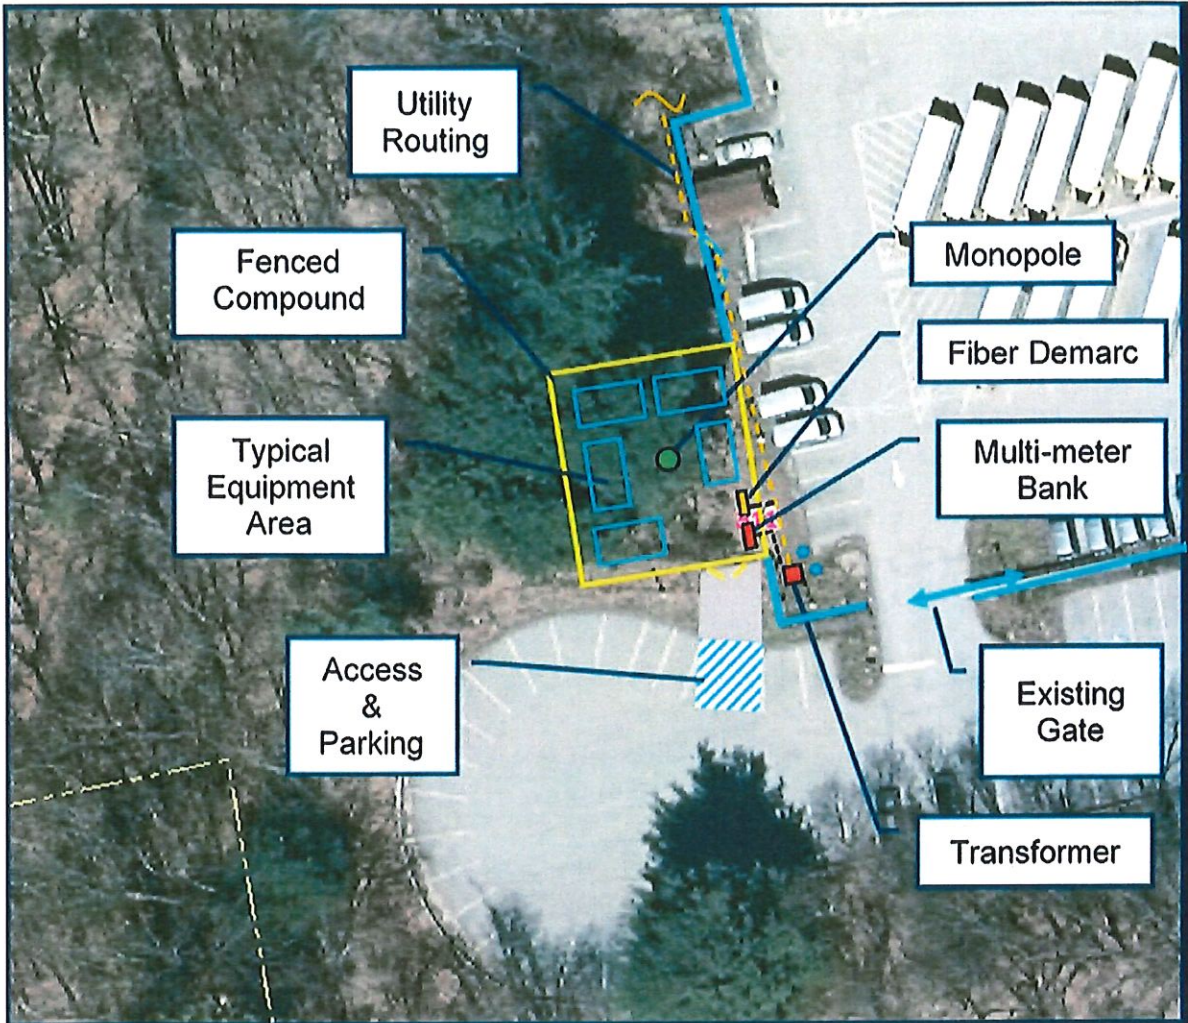 Utility
Routing
Fenced
Compound
Monopole
Fiber Demarc
Typical
Equipment
Area
Multi-meter
Bank
Access
&
Parking
Existing
Gate
Transformer